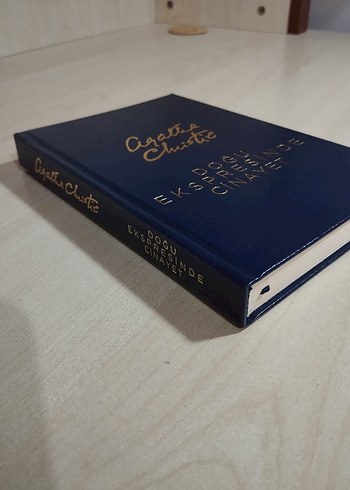 Agatha
Christie
DOĞU
EKSPRESİNDE
CİNAYET
Agatha Christie
DOĞU
EKSPRESİNDE
CİNAYET